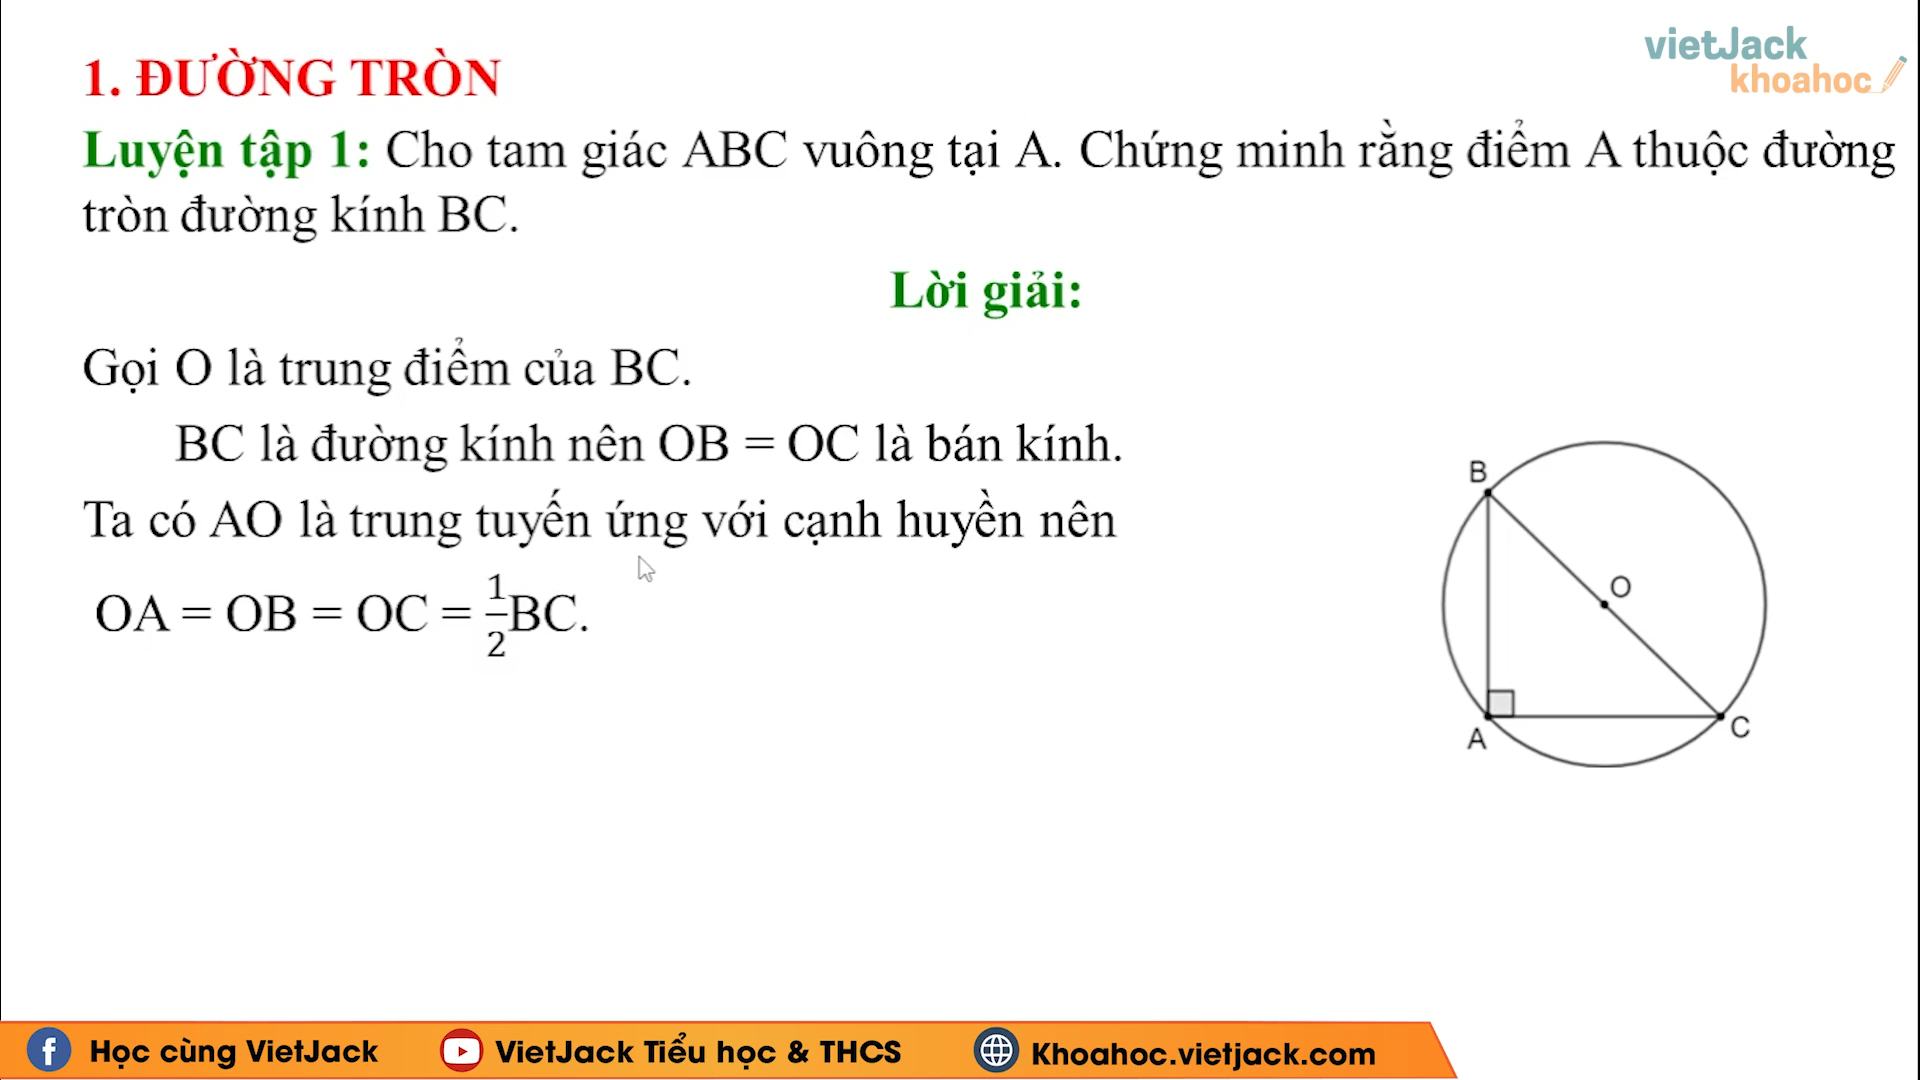 vietJack
khoahoc
1. ĐƯỜNG TRÒN
Luyện tập 1: Cho tam giác ABC vuông tại A. Chứng minh rằng điểm A thuộc đường
tròn đường kính BC.
Lời giải:
Gọi O là trung điểm của BC.
BC là đường kính nên OB = OC là bán kính.
Ta có AO là trung tuyến ứng với cạnh huyền nên
OA = OB = OC = 1/2 BC.
B
O
A
C
Học cùng VietJack
VietJack Tiểu học & THCS
Khoahoc.vietjack.com